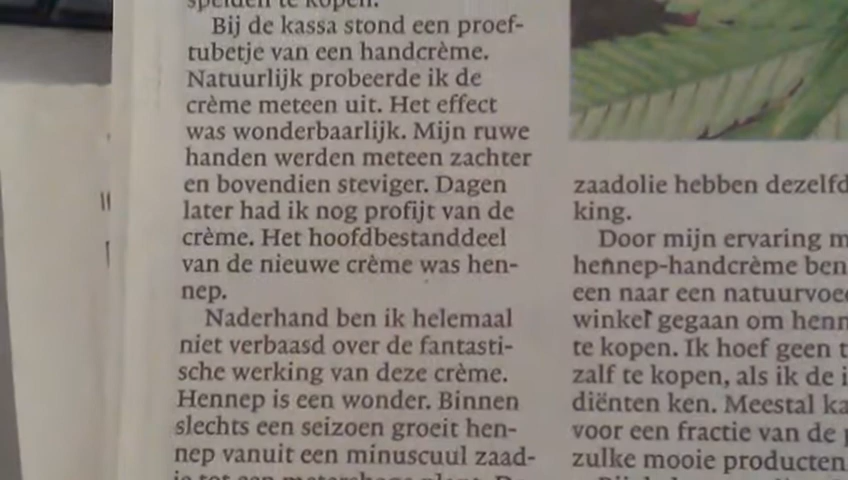 spelden te kopen.
Bij de kassa stond een proef-
tubetje van een handcrème.
Natuurlijk probeerde ik de
crème meteen uit. Het effect
was wonderbaarlijk. Mijn ruwe
handen werden meteen zachter
en bovendien steviger. Dagen
later had ik nog profijt van de
crème. Het hoofdbestanddeel
van de nieuwe crème was hen-
nep.
Naderhand ben ik helemaal
niet verbaasd over de fantasti-
sche werking van deze crème.
Hennep is een wonder. Binnen
slechts een seizoen groeit hen-
nep vanuit een minuscuul zaad-
je tot een metershoge plant. De
zaadolie hebben dezelfd
king.
Door mijn ervaring m
hennep-handcrème ben
een naar een natuurvoe
winkel gegaan om henn
te kopen. Ik hoef geen t
zalf te kopen, als ik de i
diënten ken. Meestal ka
voor een fractie van de p
zulke mooie producten